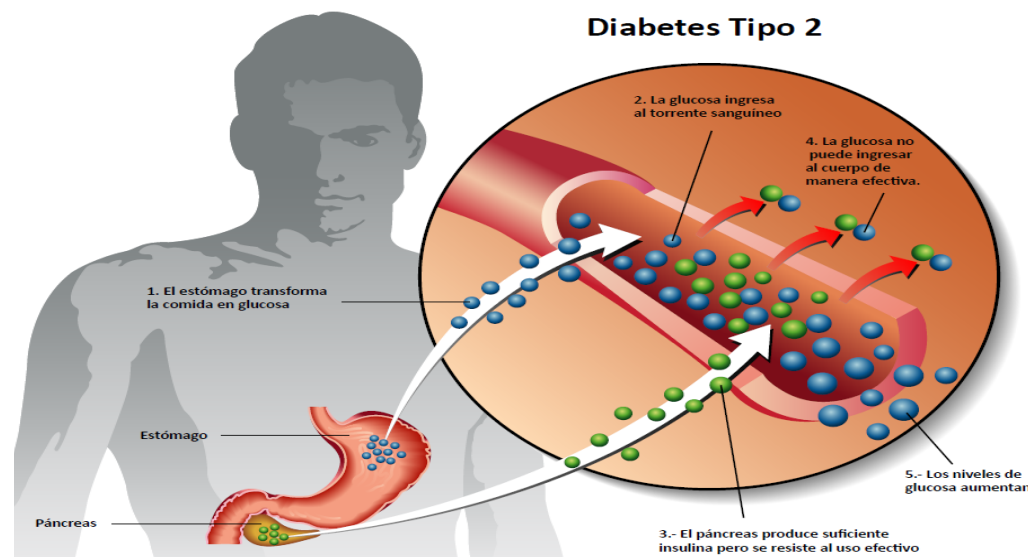 Diabetes Tipo 2
1. El estómago transforma
la comida en glucosa
2. La glucosa ingresa
al torrente sanguíneo
4. La glucosa no
puede ingresar
al cuerpo de
manera efectiva.
Estómago
Páncreas
3.- El páncreas produce suficiente
insulina pero se resiste al uso efectivo
5.- Los niveles de
glucosa aumentan